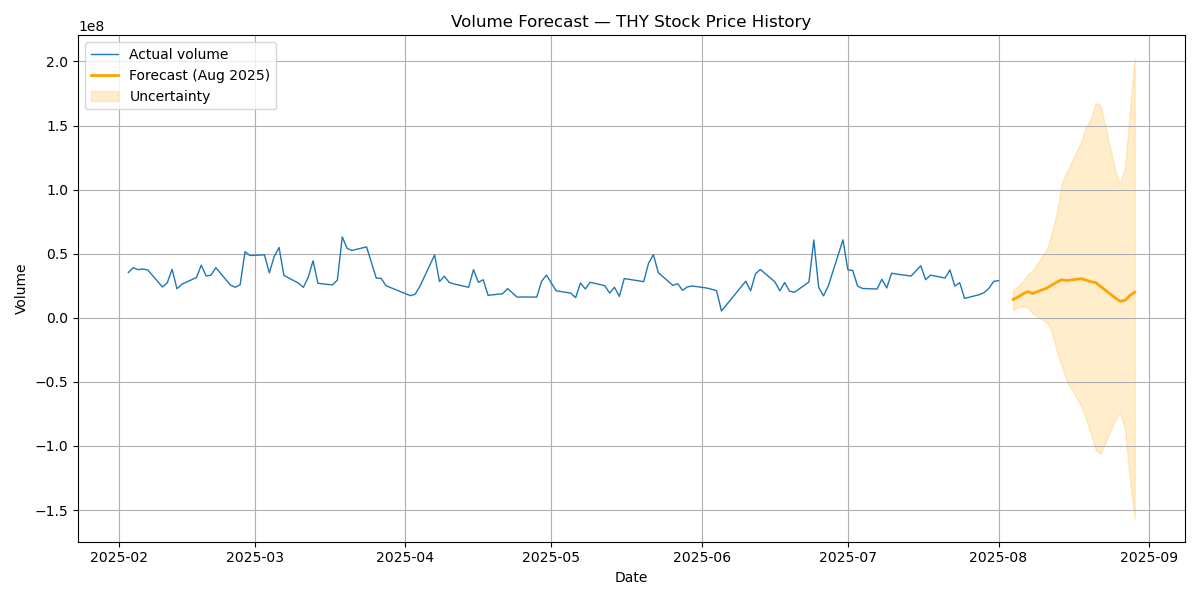 Volume Forecast — THY Stock Price History
1e8
Actual volume
Forecast (Aug 2025)
Uncertainty
2.0
1.5
1.0
0.5
0.0
−0.5
−1.0
−1.5
Volume
2025-02 2025-03 2025-04 2025-05 2025-06 2025-07 2025-08 2025-09
Date